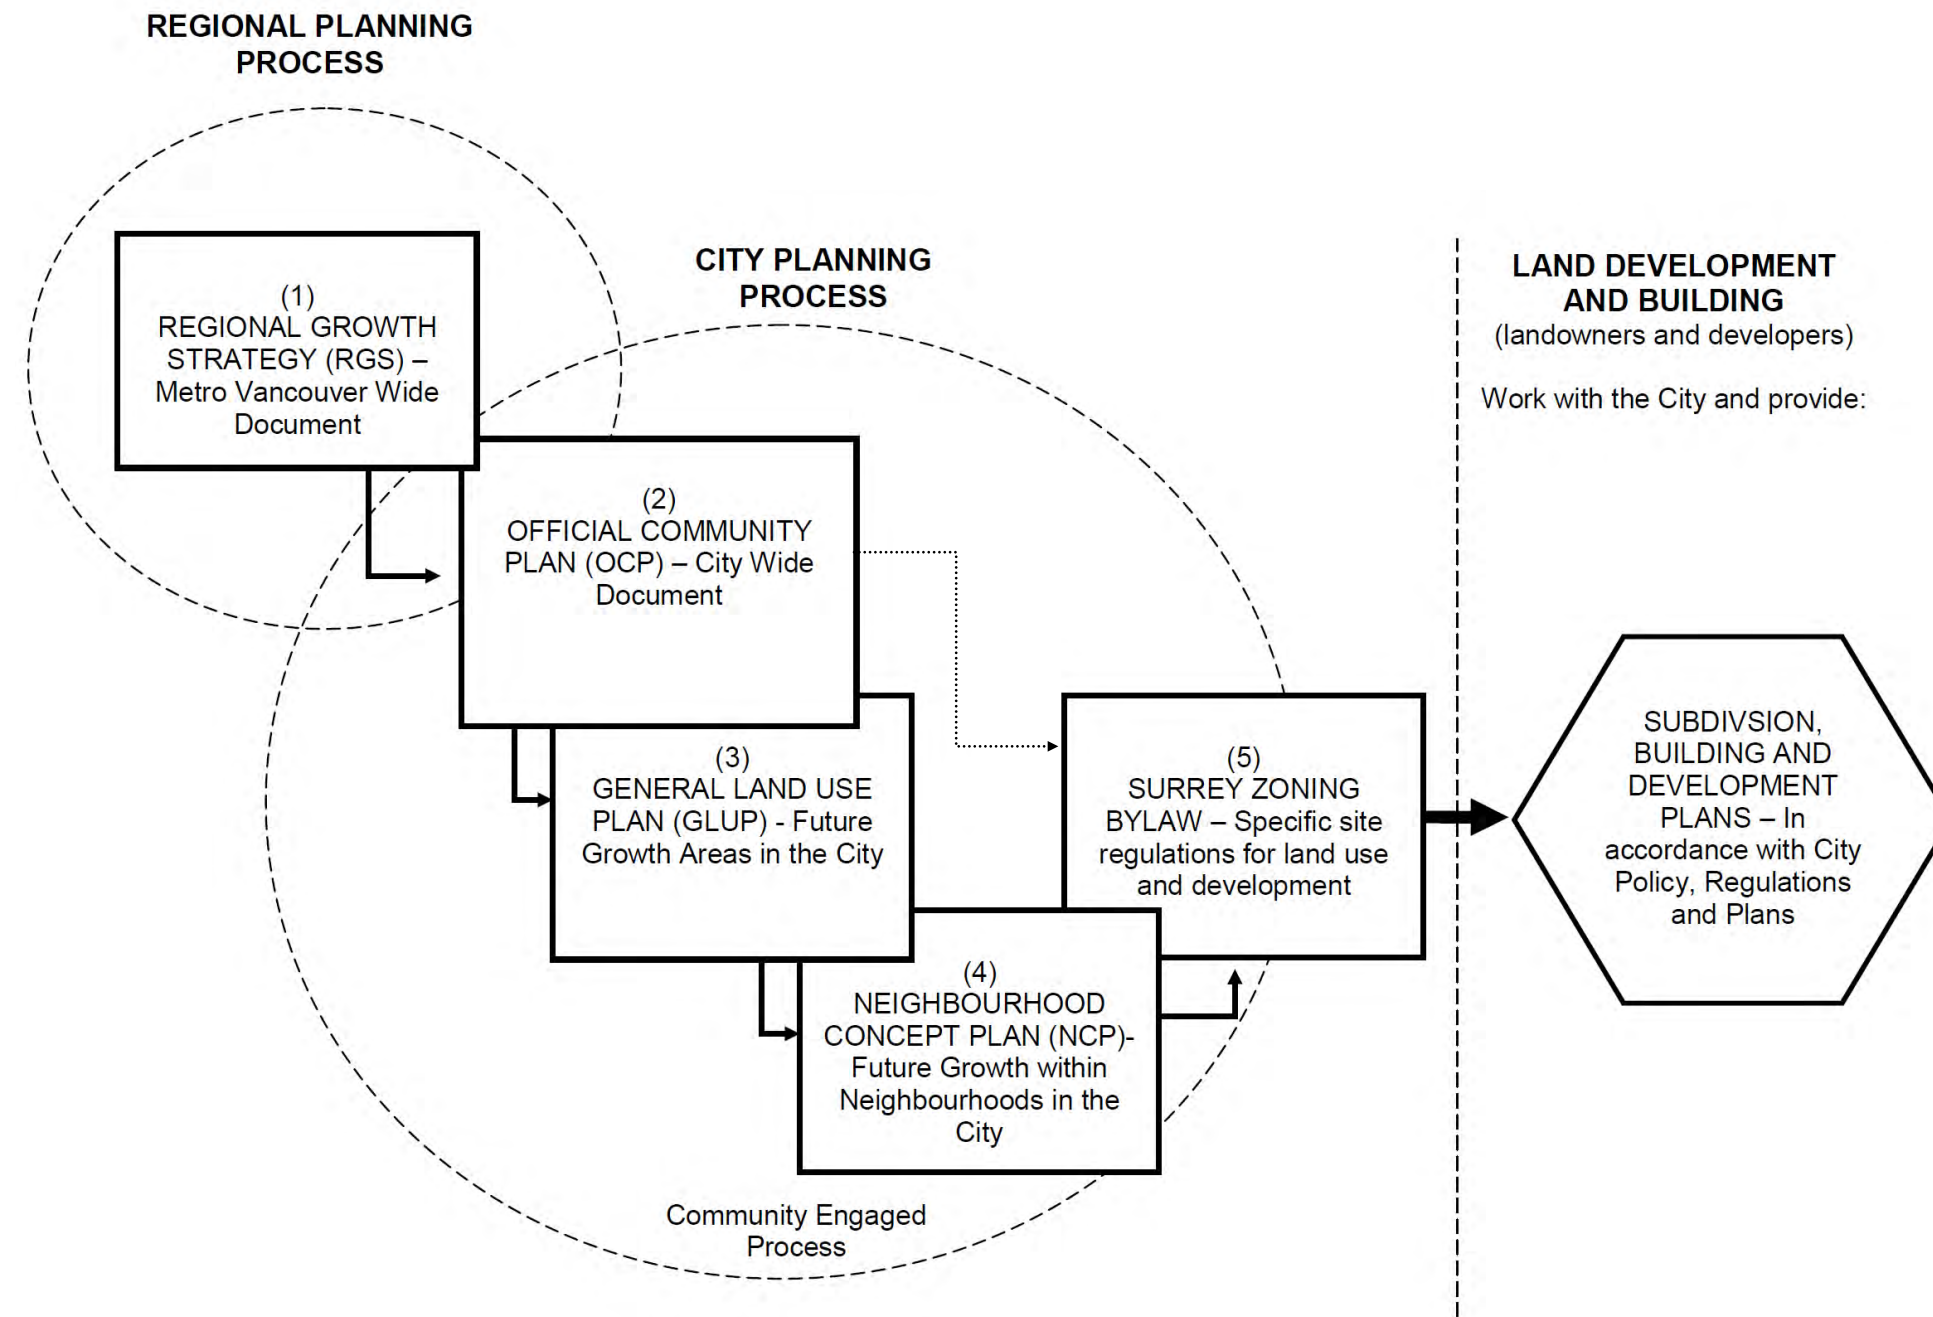 REGIONAL PLANNING
PROCESS
(1)
REGIONAL GROWTH
STRATEGY (RGS) –
Metro Vancouver Wide
Document
CITY PLANNING
PROCESS
(2)
OFFICIAL COMMUNITY
PLAN (OCP) – City Wide
Document
(3)
GENERAL LAND USE
PLAN (GLUP) - Future
Growth Areas in the City
(4)
NEIGHBOURHOOD
CONCEPT PLAN (NCP)-
Future Growth within
Neighbourhoods in the
City
(5)
SURREY ZONING
BYLAW – Specific site
regulations for land use
and development
Community Engaged
Process
LAND DEVELOPMENT
AND BUILDING
(landowners and developers)
Work with the City and provide:
SUBDIVSION,
BUILDING AND
DEVELOPMENT
PLANS – In
accordance with City
Policy, Regulations
and Plans